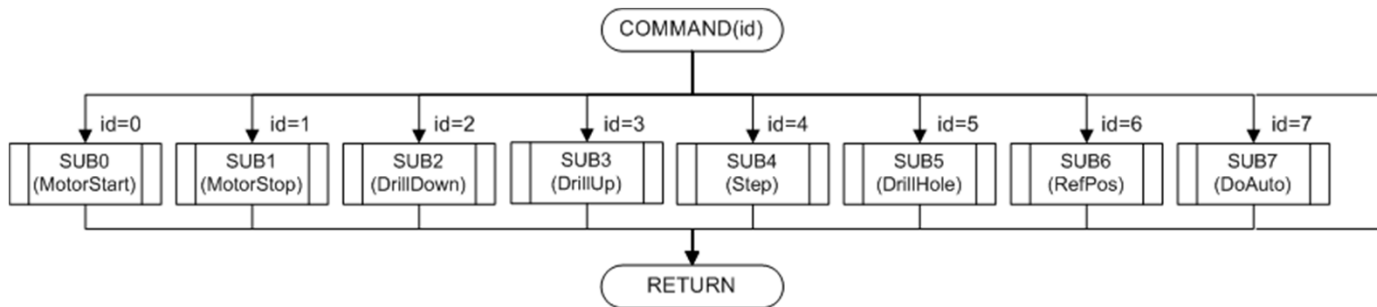 COMMAND(id)
id=0
id=1
id=2
id=3
id=4
id=5
id=6
id=7
SUB0
(MotorStart)
SUB1
(MotorStop)
SUB2
(DrillDown)
SUB3
(DrillUp)
SUB4
(Step)
SUB5
(DrillHole)
SUB6
(RefPos)
SUB7
(DoAuto)
RETURN